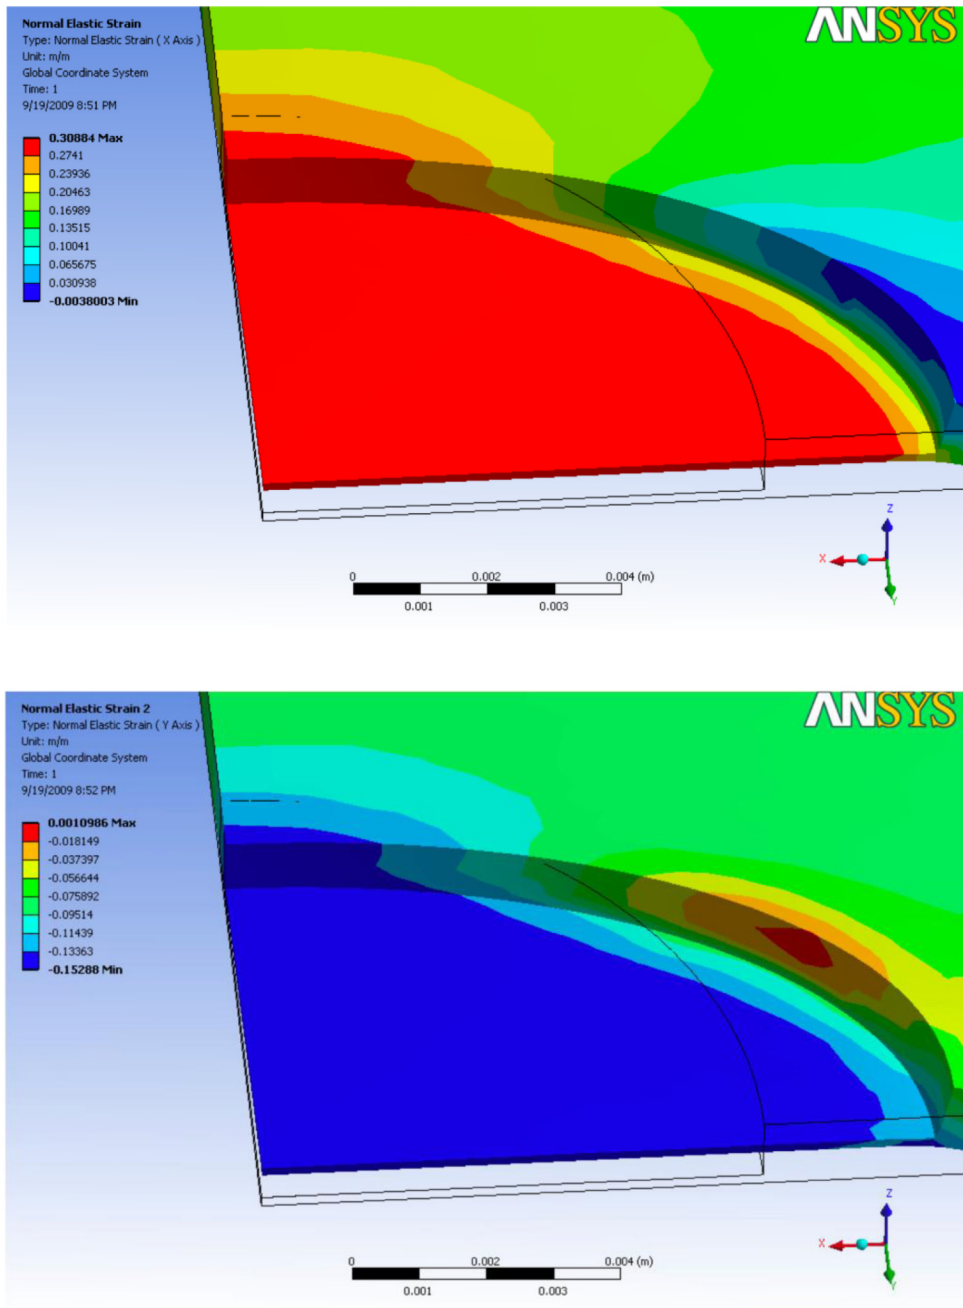 Normal Elastic Strain
Type: Normal Elastic Strain ( X Axis )
Unit: m/m
Global Coordinate System
Time: 1
9/19/2009 8:51 PM
ANSYS
0.30884 Max
0.2741
0.23936
0.20463
0.16989
0.13515
0.10041
0.065675
0.030938
-0.0038003 Min
Z
X
Y
0 0.002 0.004 (m)
0.001 0.003
Normal Elastic Strain 2
Type: Normal Elastic Strain ( Y Axis )
Unit: m/m
Global Coordinate System
Time: 1
9/19/2009 8:52 PM
ANSYS
0.0010986 Max
-0.018149
-0.037397
-0.056644
-0.075892
-0.09514
-0.11439
-0.13363
-0.15288 Min
Z
X
Y
0 0.002 0.004 (m)
0.001 0.003